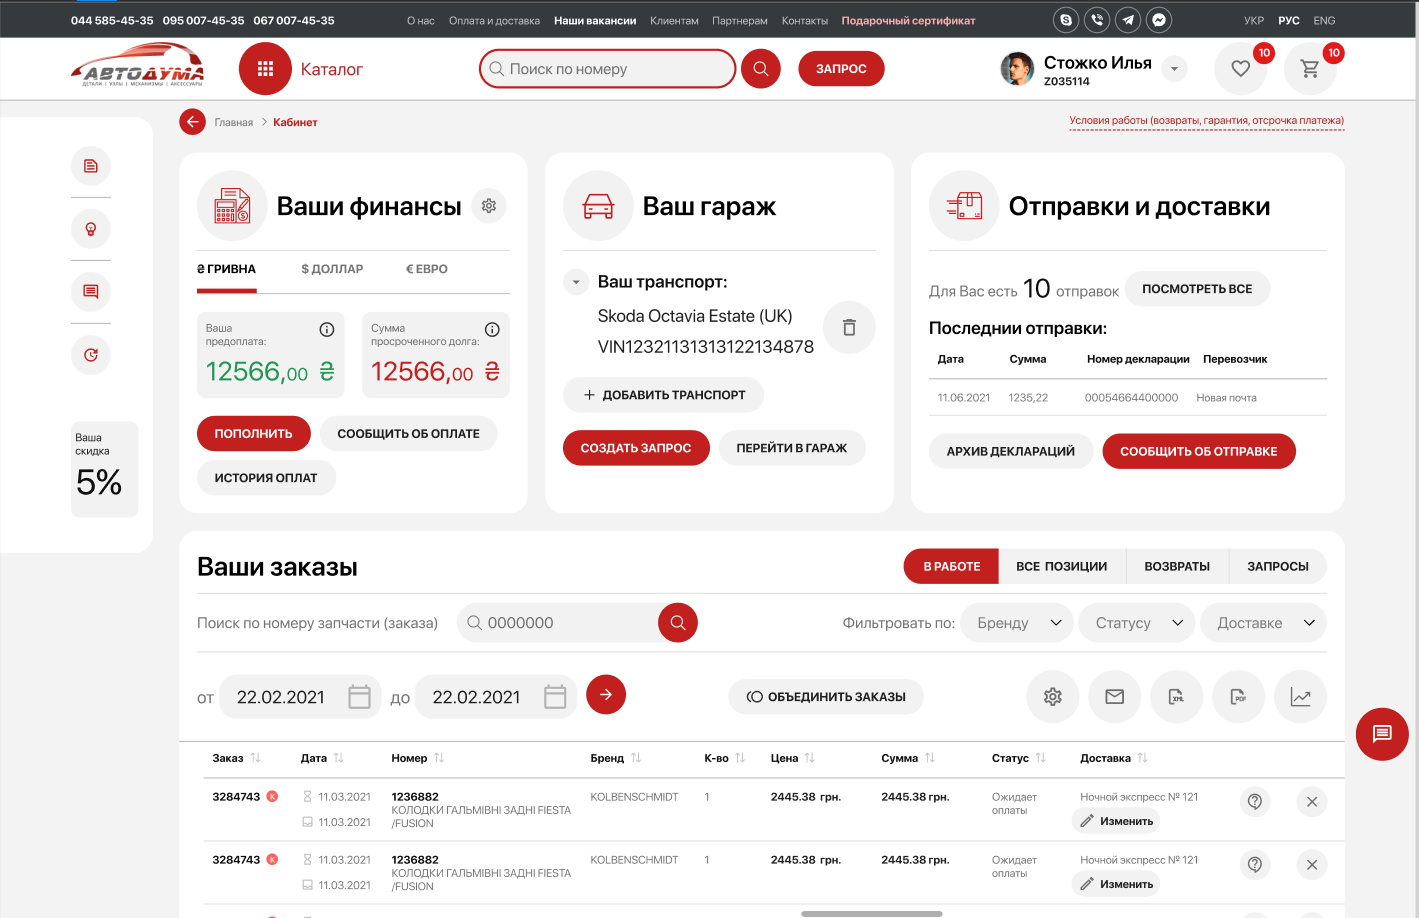 044 585-45-35 095 007-45-35 067 007-45-35
О нас Оплата и доставка Наши вакансии Клиентам Партнерам Контакты Подарочный сертификат
УКР РУС ENG
АВТОДУМА
ДЕТАЛИ | УЗЛЫ | МЕХАНИЗМЫ | АКСЕССУАРЫ
Каталог
Поиск по номеру
ЗАПРОС
Стожко Илья
Z035114
10
10
Главная > Кабинет
Условия работы (возвраты, гарантия, отсрочка платежа)
Ваша
скидка
5%
Ваши финансы
₴ ГРИВНА $ ДОЛЛАР € ЕВРО
Ваша
предоплата:
12566,00 ₴
Сумма
просроченного долга:
12566,00 ₴
ПОПОЛНИТЬ СООБЩИТЬ ОБ ОПЛАТЕ
ИСТОРИЯ ОПЛАТ
Ваш гараж
Ваш транспорт:
Skoda Octavia Estate (UK)
VIN12321131313122134878
+ ДОБАВИТЬ ТРАНСПОРТ
СОЗДАТЬ ЗАПРОС ПЕРЕЙТИ В ГАРАЖ
Отправки и доставки
Для Вас есть 10 отправок ПОСМОТРЕТЬ ВСЕ
Последнии отправки:
Дата Сумма Номер декларации Перевозчик
11.06.2021 1235,22 00054664400000 Новая почта
АРХИВ ДЕКЛАРАЦИЙ СООБЩИТЬ ОБ ОТПРАВКЕ
Ваши заказы
В РАБОТЕ ВСЕ ПОЗИЦИИ ВОЗВРАТЫ ЗАПРОСЫ
Поиск по номеру запчасти (заказа) 0000000
Фильтровать по: Бренду Статусу Доставке
от 22.02.2021 до 22.02.2021
ОБЪЕДИНИТЬ ЗАКАЗЫ
XML PDF
Заказ Дата Номер Бренд К-во Цена Сумма Статус Доставка
3284743 K 11.03.2021 1236882 KOLBENSCHMIDT 1 2445.38 грн. 2445.38 грн. Ожидает Ночной экспресс № 121
КОЛОДКИ ГАЛЬМІВНІ ЗАДНІ FIESTA оплаты
11.03.2021 /FUSION Изменить
3284743 K 11.03.2021 1236882 KOLBENSCHMIDT 1 2445.38 грн. 2445.38 грн. Ожидает Ночной экспресс № 121
КОЛОДКИ ГАЛЬМІВНІ ЗАДНІ FIESTA оплаты
11.03.2021 /FUSION Изменить